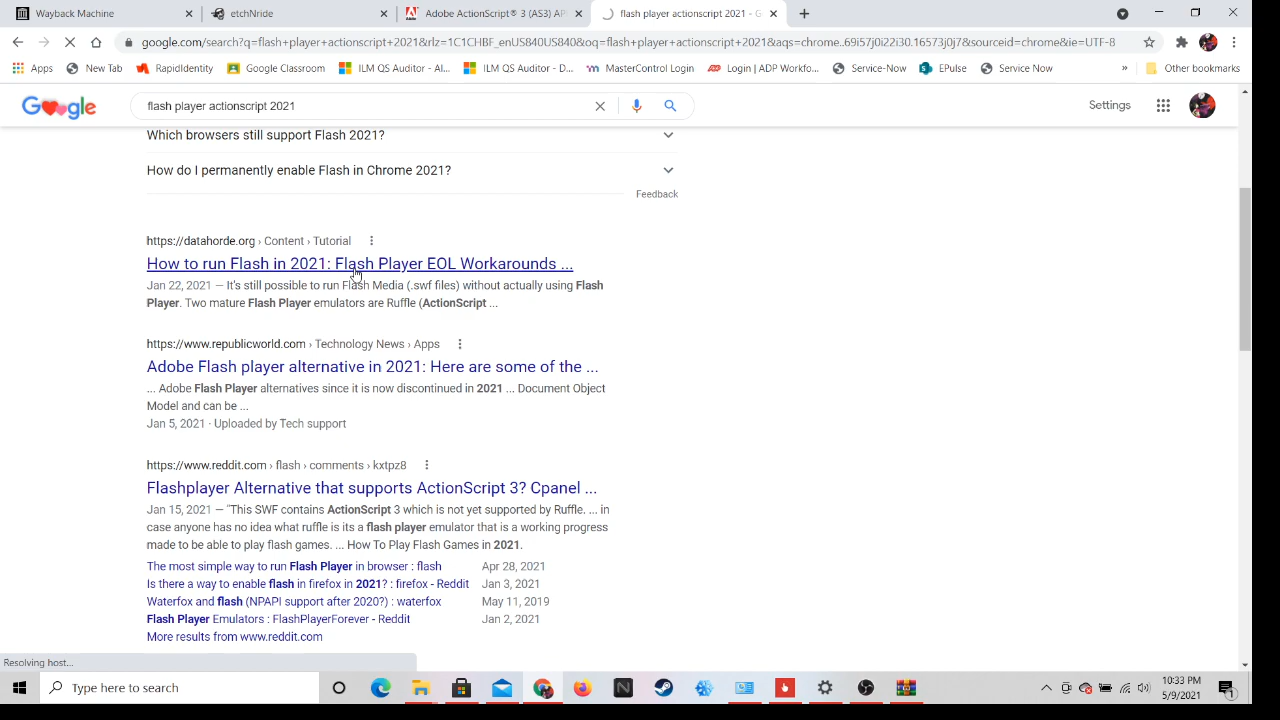 Wayback Machine
etchNride
Adobe ActionScript® 3 (AS3) API
flash player actionscript 2021 - G
google.com/search?q=flash+player+actionscript+2021&rlz=1C1CHRF_enUS840US840&oq=flash+player+actionscript+2021&aqs=chrome.69i57j0i22i30.16573j0j7&sourceid=chrome&ie=UTF-8
Apps
New Tab
RapidIdentity
Google Classroom
ILM QS Auditor - Al...
ILM QS Auditor - D...
MasterControl Login
Login | ADP Workfo...
Service-Now
EPulse
Service Now
»
Other bookmarks
flash player actionscript 2021
Settings
Which browsers still support Flash 2021?
How do I permanently enable Flash in Chrome 2021?
Feedback
https://datahorde.org › Content › Tutorial
How to run Flash in 2021: Flash Player EOL Workarounds ...
Jan 22, 2021 — It's still possible to run Flash Media (.swf files) without actually using Flash
Player. Two mature Flash Player emulators are Ruffle (ActionScript ...
https://www.republicworld.com › Technology News › Apps
Adobe Flash player alternative in 2021: Here are some of the ...
... Adobe Flash Player alternatives since it is now discontinued in 2021 ... Document Object
Model and can be ...
Jan 5, 2021 · Uploaded by Tech support
https://www.reddit.com › flash › comments › kxtpz8
Flashplayer Alternative that supports ActionScript 3? Cpanel ...
Jan 15, 2021 — "This SWF contains ActionScript 3 which is not yet supported by Ruffle. ... in
case anyone has no idea what ruffle is its a flash player emulator that is a working progress
made to be able to play flash games. ... How To Play Flash Games in 2021.
The most simple way to run Flash Player in browser : flash Apr 28, 2021
Is there a way to enable flash in firefox in 2021? : firefox - Reddit Jan 3, 2021
Waterfox and flash (NPAPI support after 2020?) : waterfox May 11, 2019
Flash Player Emulators : FlashPlayerForever - Reddit Jan 2, 2021
More results from www.reddit.com
Resolving host...
Type here to search
10:33 PM
5/9/2021